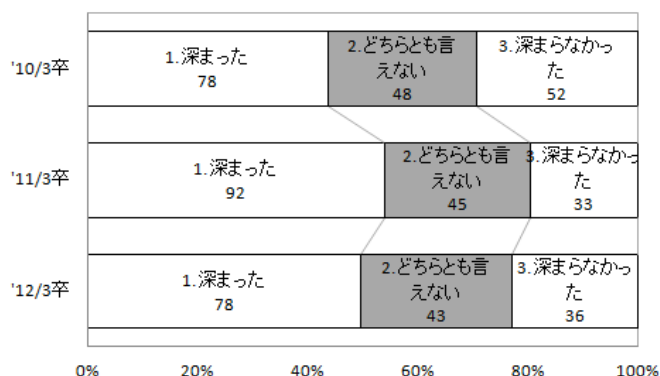 '10/3卒
1.深まった
78
2.どちらとも言
えない
48
3.深まらなかっ
た
52
'11/3卒
1.深まった
92
2.どちらとも言
えない
45
3.深まらなかっ
た
33
'12/3卒
1.深まった
78
2.どちらとも言
えない
43
3.深まらなかっ
た
36
0%
20%
40%
60%
80%
100%